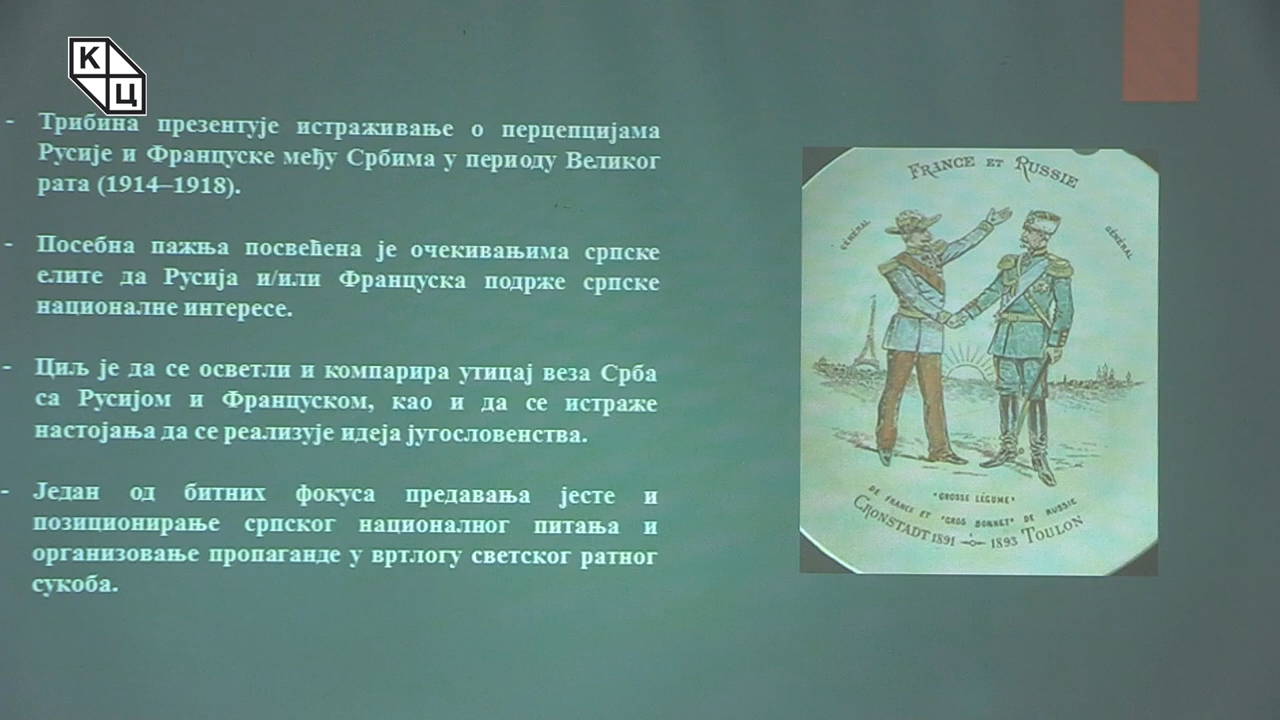 К
Ц
- Трибина презентује истраживање о перцепцијама
Русије и Француске међу Србима у периоду Великог
рата (1914–1918).
- Посебна пажња посвећена је очекивањима српске
елите да Русија и/или Француска подрже српске
националне интересе.
- Циљ је да се осветли и компарира утицај веза Срба
са Русијом и Француском, као и да се истраже
настојања да се реализује идеја југословенства.
- Један од битних фокуса предавања јесте и
позиционирање српског националног питања и
организовање пропаганде у вртлогу светског ратног
сукоба.
FRANCE ET RUSSIE
GÉNÉRAL
GÉNÉRAL
"GROSSE LÉGUME"
DE FRANCE ET "GROS BONNET" DE RUSSIE
CRONSTADT 1891 1893 TOULON